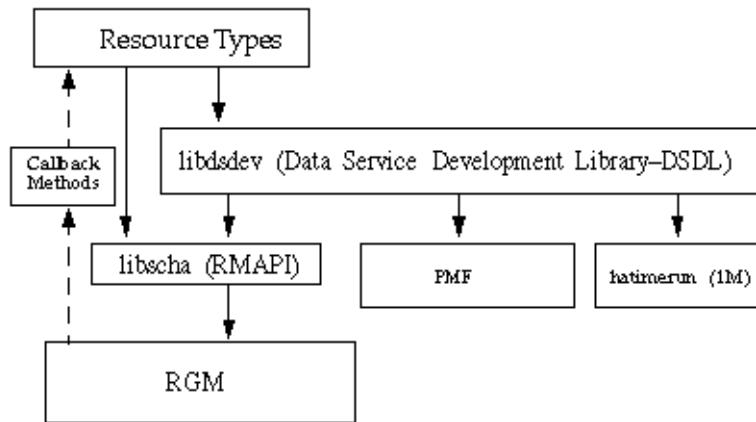 Resource Types
Callback
Methods
libdsdev (Data Service Development Library–DSDL)
libscha (RMAPI)
PMF
hatimerun (1M)
RGM